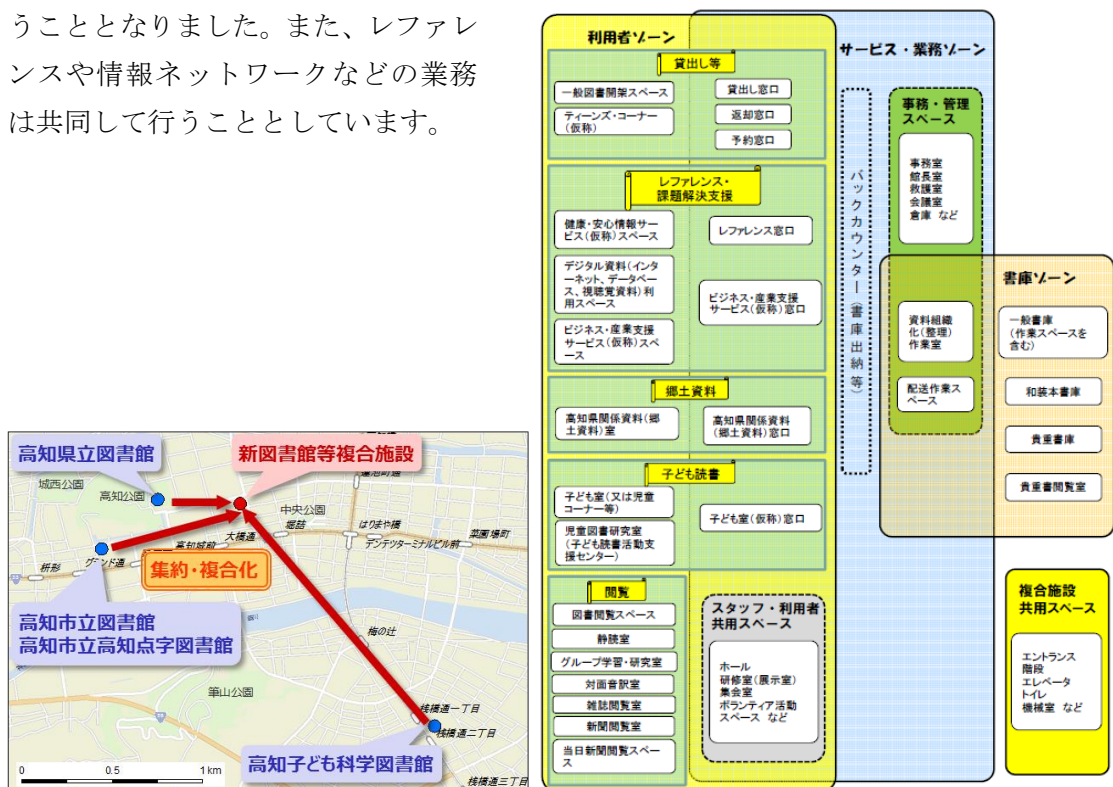 うこととなりました。また、レファレ
ンスや情報ネットワークなどの業務
は共同して行うこととしています。
高知県立図書館
新図書館等複合施設
城西公園
高知公園
中央公園
堀詰
はりまや橋
菜園場町
デンテツターミナルビル前
大橋通
高知城前
グランド通
枡形
集約・複合化
高知市立図書館
高知市立高知点字図書館
梅の辻
筆山公園
桟橋通一丁目
桟橋通二丁目
高知子ども科学図書館
桟橋通三丁目
0 0.5 1 km
利用者ゾーン
貸出し等
一般図書開架スペース
ティーンズ・コーナー
(仮称)
貸出し窓口
返却窓口
予約窓口
レファレンス・
課題解決支援
健康・安心情報サー
ビス(仮称)スペース
デジタル資料(インタ
ーネット、データベー
ス、視聴覚資料)利
用スペース
ビジネス・産業支援
サービス(仮称)スペ
ース
レファレンス窓口
ビジネス・産業支援
サービス(仮称)窓口
郷土資料
高知県関係資料(郷
土資料)室
高知県関係資料
(郷土資料)窓口
子ども読書
子ども室(又は児童
コーナー等)
児童図書研究室
(子ども読書活動支
援センター)
子ども室(仮称)窓口
閲覧
図書閲覧スペース
静読室
グループ学習・研究室
対面音訳室
雑誌閲覧室
新聞閲覧室
当日新聞閲覧スペー
ス
スタッフ・利用者
共用スペース
ホール
研修室(展示室)
集会室
ボランティア活動
スペース など
サービス・業務ゾーン
バックカウンター(書庫出納等)
事務・管理
スペース
事務室
館長室
救護室
会議室
倉庫 など
資料組織
化(整理)
作業室
配送作業ス
ペース
書庫ゾーン
一般書庫
(作業スペースを
含む)
和装本書庫
貴重書庫
貴重書閲覧室
複合施設
共用スペース
エントランス
階段
エレベータ
トイレ
機械室 など